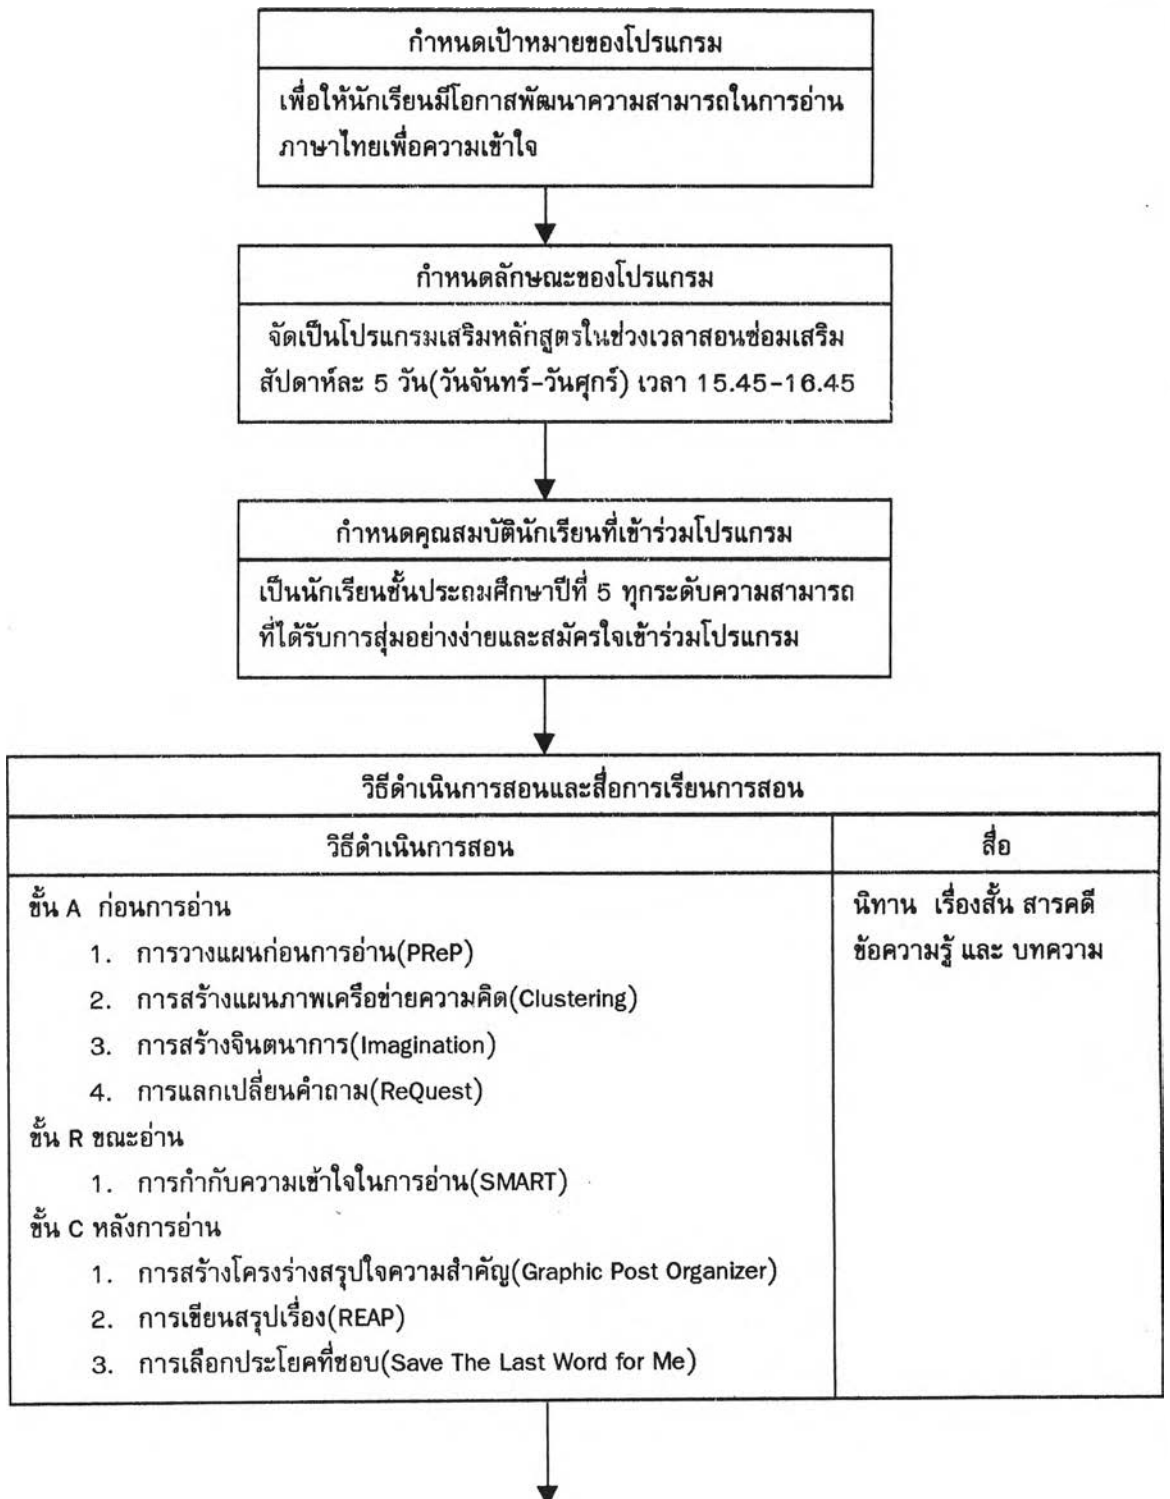 กำหนดเป้าหมายของโปรแกรม
เพื่อให้นักเรียนมีโอกาสพัฒนาความสามารถในการอ่าน
ภาษาไทยเพื่อความเข้าใจ
กำหนดลักษณะของโปรแกรม
จัดเป็นโปรแกรมเสริมหลักสูตรในช่วงเวลาสอนซ่อมเสริม
สัปดาห์ละ 5 วัน(วันจันทร์-วันศุกร์) เวลา 15.45-16.45
กำหนดคุณสมบัตินักเรียนที่เข้าร่วมโปรแกรม
เป็นนักเรียนชั้นประถมศึกษาปีที่ 5 ทุกระดับความสามารถ
ที่ได้รับการสุ่มอย่างง่ายและสมัครใจเข้าร่วมโปรแกรม
วิธีดำเนินการสอนและสื่อการเรียนการสอน
วิธีดำเนินการสอน
สื่อ
ขั้น A ก่อนการอ่าน
1. การวางแผนก่อนการอ่าน(PReP)
2. การสร้างแผนภาพเครือข่ายความคิด(Clustering)
3. การสร้างจินตนาการ(Imagination)
4. การแลกเปลี่ยนคำถาม(ReQuest)
ขั้น R ขณะอ่าน
1. การกำกับความเข้าใจในการอ่าน(SMART)
ขั้น C หลังการอ่าน
1. การสร้างโครงร่างสรุปใจความสำคัญ(Graphic Post Organizer)
2. การเขียนสรุปเรื่อง(REAP)
3. การเลือกประโยคที่ชอบ(Save The Last Word for Me)
นิทาน เรื่องสั้น สารคดี
ข้อความรู้ และ บทความ